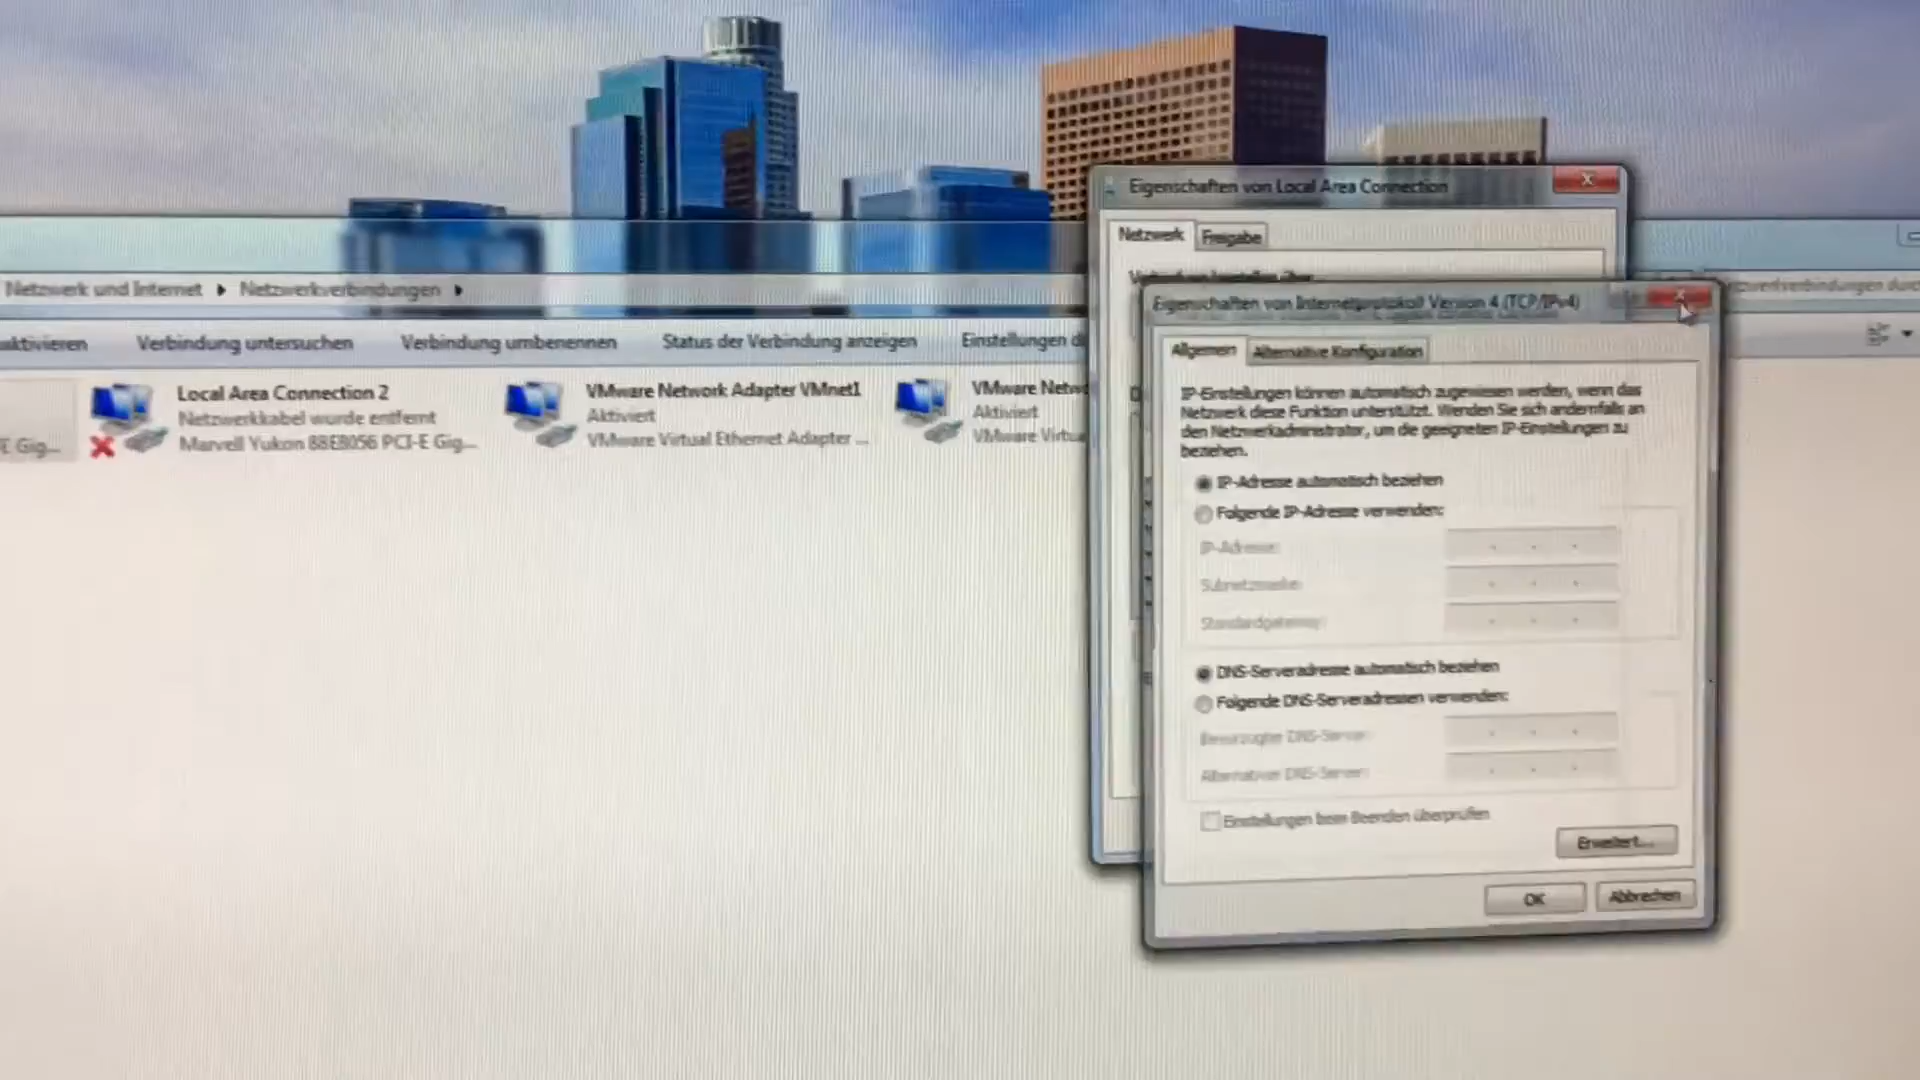 Eigenschaften von Local Area Connection
Netzwerk Freigabe
Netzwerk und Internet ▸ Netzwerkverbindungen ▸
Eigenschaften von Internetprotokoll Version 4 (TCP/IPv4)
Verbindung untersuchen Verbindung umbenennen Status der Verbindung anzeigen Einstellungen
Allgemein Alternative Konfiguration
Local Area Connection 2
Netzwerkkabel wurde entfernt
Marvell Yukon 88E8056 PCI-E Gig...
VMware Network Adapter VMnet1
Aktiviert
VMware Virtual Ethernet Adapter ...
VMware
Aktiviert
VMware
E Gig...
IP-Einstellungen können automatisch zugewiesen werden, wenn das
Netzwerk diese Funktion unterstützt. Wenden Sie sich andernfalls an
den Netzwerkadministrator, um die geeigneten IP-Einstellungen zu
beziehen.
IP-Adresse automatisch beziehen
Folgende IP-Adresse verwenden:
IP-Adresse:
Subnetzmaske:
Standardgateway:
DNS-Serveradresse automatisch beziehen
Folgende DNS-Serveradressen verwenden:
Bevorzugter DNS-Server:
Alternativer DNS-Server:
Einstellungen beim Beenden überprüfen
Erweitert...
OK Abbrechen